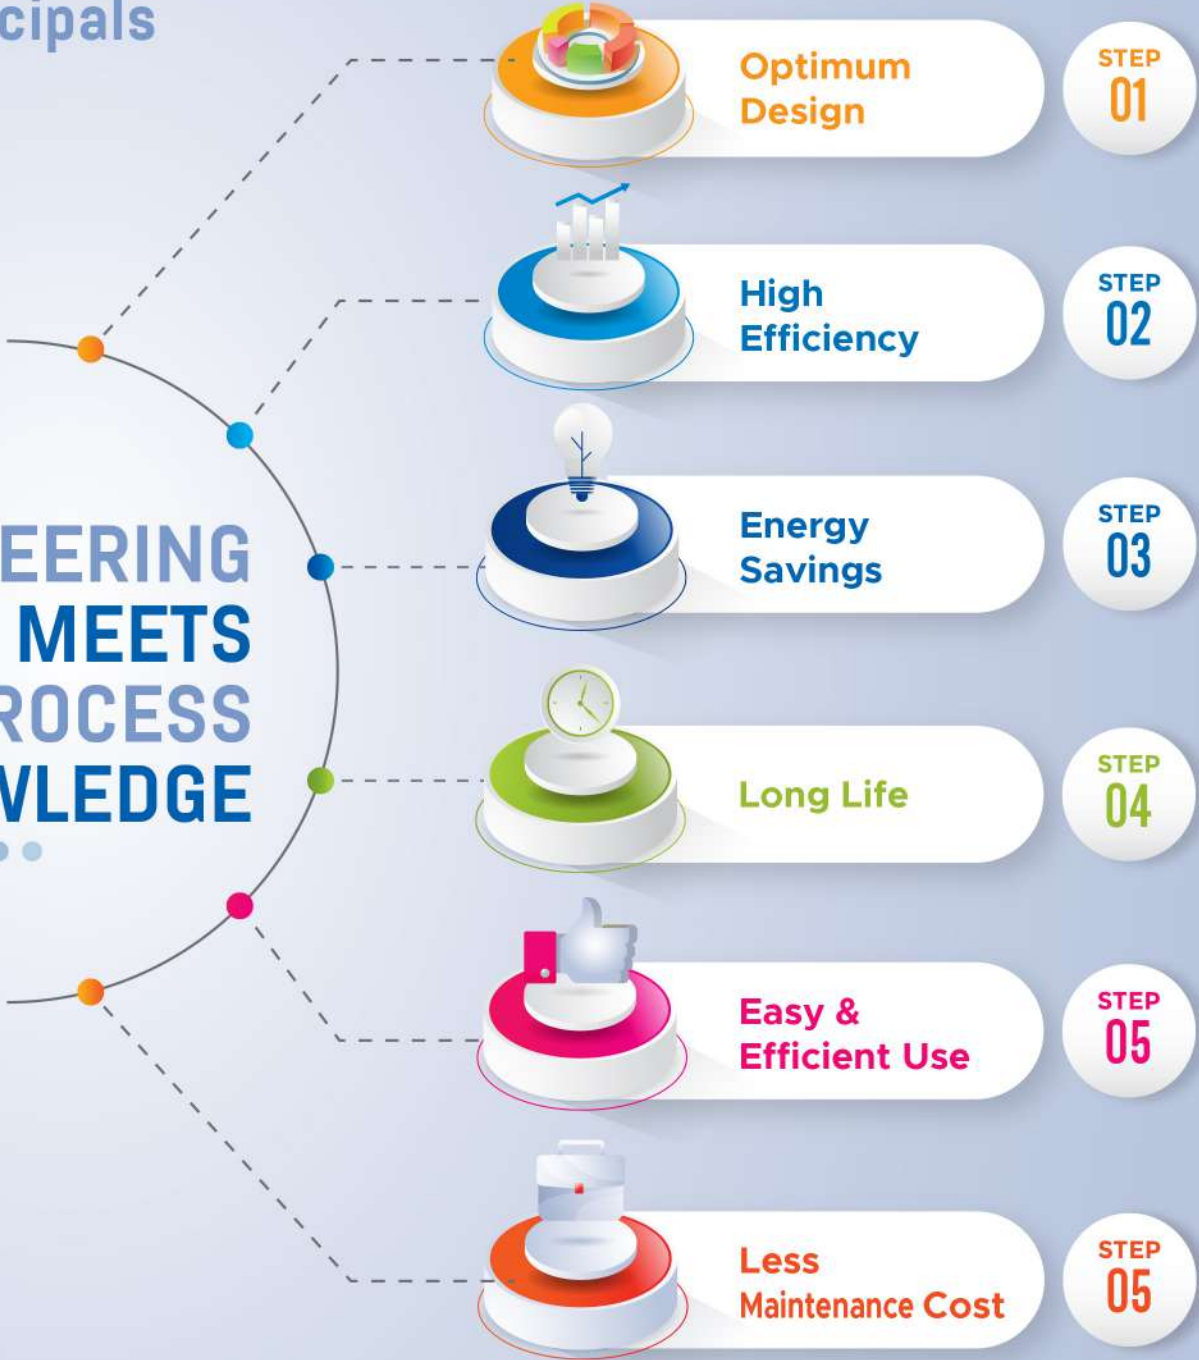 cipals
Optimum
Design
STEP
01
High
Efficiency
STEP
02
Energy
Savings
STEP
03
EERING
MEETS
ROCESS
WLEDGE
Long Life
STEP
04
Easy &
Efficient Use
STEP
05
Less
Maintenance Cost
STEP
05